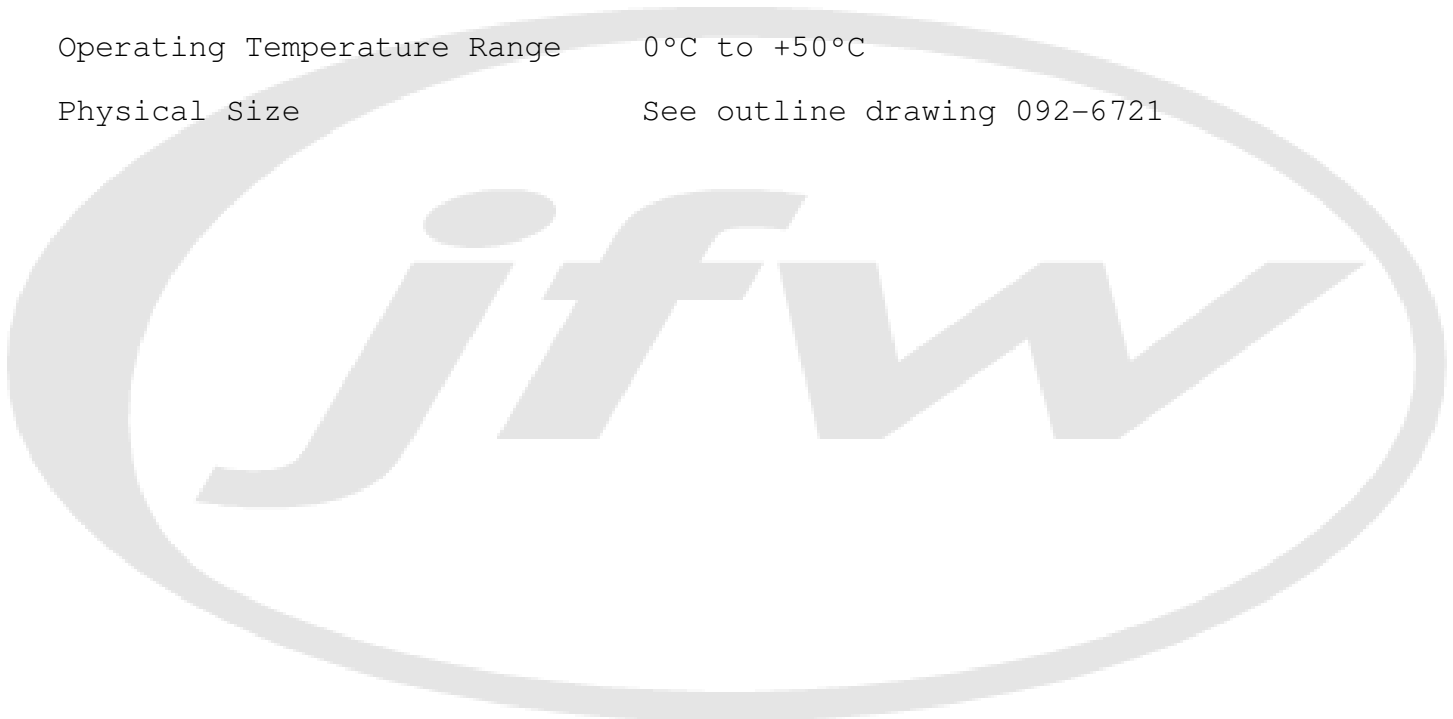 Operating Temperature Range 0°C to +50°C
Physical Size See outline drawing 092-6721
jfw